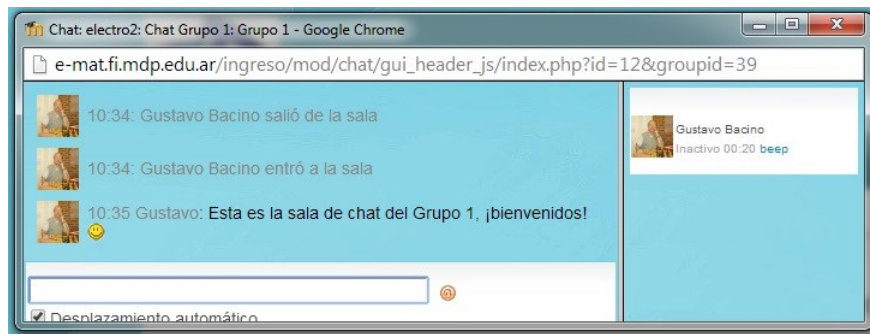 Chat: electro2: Chat Grupo 1: Grupo 1 - Google Chrome
e-mat.fi.mdp.edu.ar/ingreso/mod/chat/gui_header_js/index.php?id=12&groupid=39
10:34: Gustavo Bacino salió de la sala
10:34: Gustavo Bacino entró a la sala
10:35 Gustavo: Esta es la sala de chat del Grupo 1, ¡bienvenidos!
Desplazamiento automático
Gustavo Bacino
Inactivo 00:20 beep